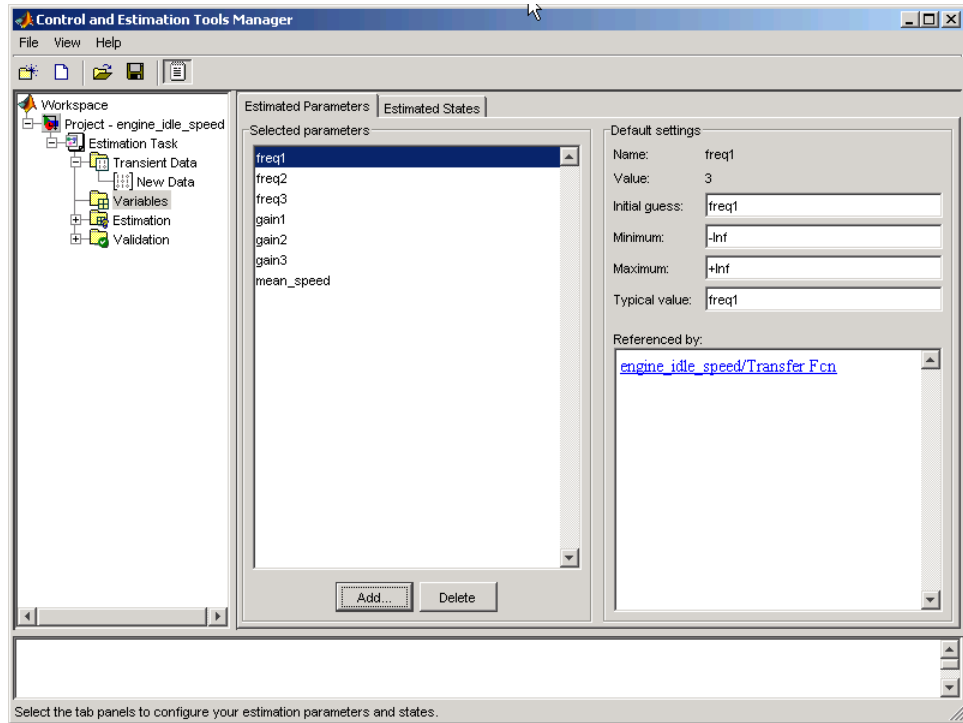 Control and Estimation Tools Manager
File View Help
Workspace
Project - engine_idle_speed
Estimation Task
Transient Data
New Data
Variables
Estimation
Validation
Estimated Parameters Estimated States
Selected parameters
freq1
freq2
freq3
gain1
gain2
gain3
mean_speed
Add... Delete
Default settings
Name: freq1
Value: 3
Initial guess: freq1
Minimum: -Inf
Maximum: +Inf
Typical value: freq1
Referenced by:
engine_idle_speed/Transfer Fcn
Select the tab panels to configure your estimation parameters and states.